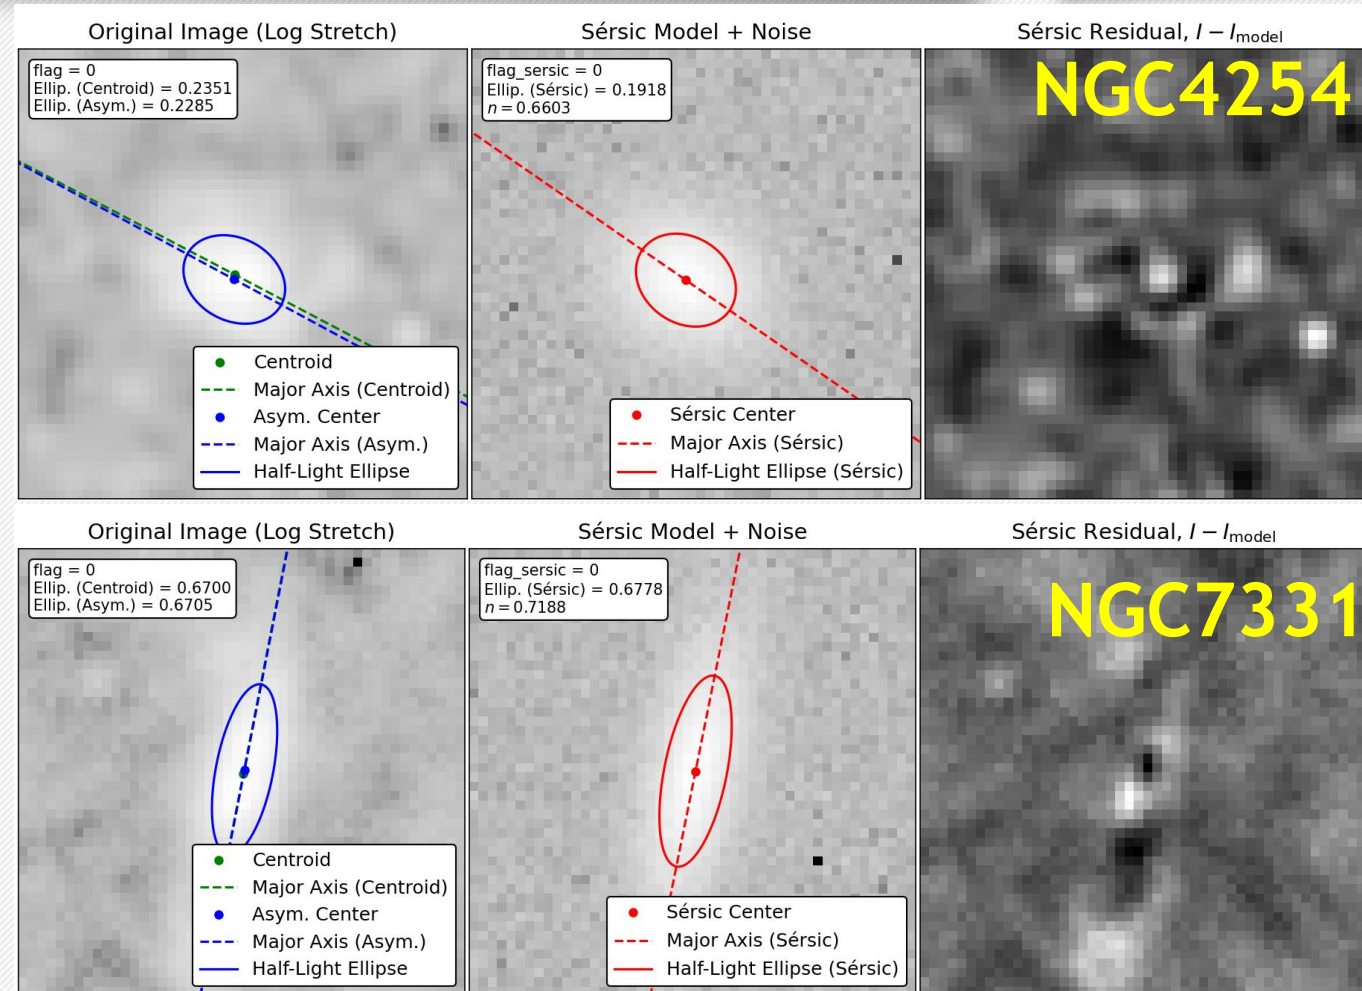 Original Image (Log Stretch)
Sérsic Model + Noise
Sérsic Residual, I − I_model
flag = 0
Ellip. (Centroid) = 0.2351
Ellip. (Asym.) = 0.2285
flag_sersic = 0
Ellip. (Sérsic) = 0.1918
n = 0.6603
NGC4254
Centroid
Major Axis (Centroid)
Asym. Center
Major Axis (Asym.)
Half-Light Ellipse
Sérsic Center
Major Axis (Sérsic)
Half-Light Ellipse (Sérsic)
Original Image (Log Stretch)
Sérsic Model + Noise
Sérsic Residual, I − I_model
flag = 0
Ellip. (Centroid) = 0.6700
Ellip. (Asym.) = 0.6705
flag_sersic = 0
Ellip. (Sérsic) = 0.6778
n = 0.7188
NGC7331
Centroid
Major Axis (Centroid)
Asym. Center
Major Axis (Asym.)
Half-Light Ellipse
Sérsic Center
Major Axis (Sérsic)
Half-Light Ellipse (Sérsic)